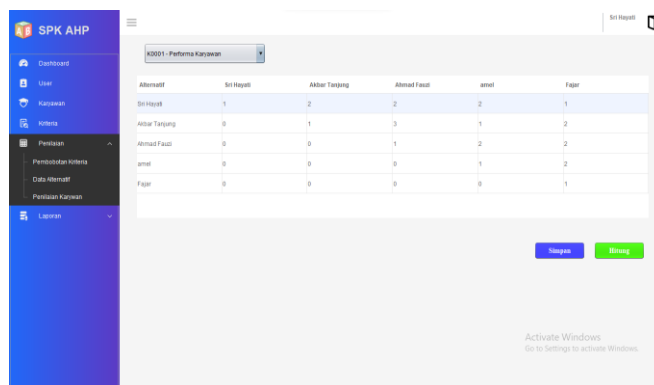 SPK AHP
Sri Hayati
K0001 - Performa Karyawan
Dashboard
User
Karyawan
Kriteria
Penilaian
Pembobotan Kriteria
Data Alternatif
Penilaian Karywan
Laporan
Alternatif Sri Hayati Akbar Tanjung Ahmad Fauzi amel Fajar
Sri Hayati 1 2 2 2 1
Akbar Tanjung 0 1 3 1 2
Ahmad Fauzi 0 0 1 2 2
amel 0 0 0 1 2
Fajar 0 0 0 0 1
Simpan Hitung
Activate Windows
Go to Settings to activate Windows.